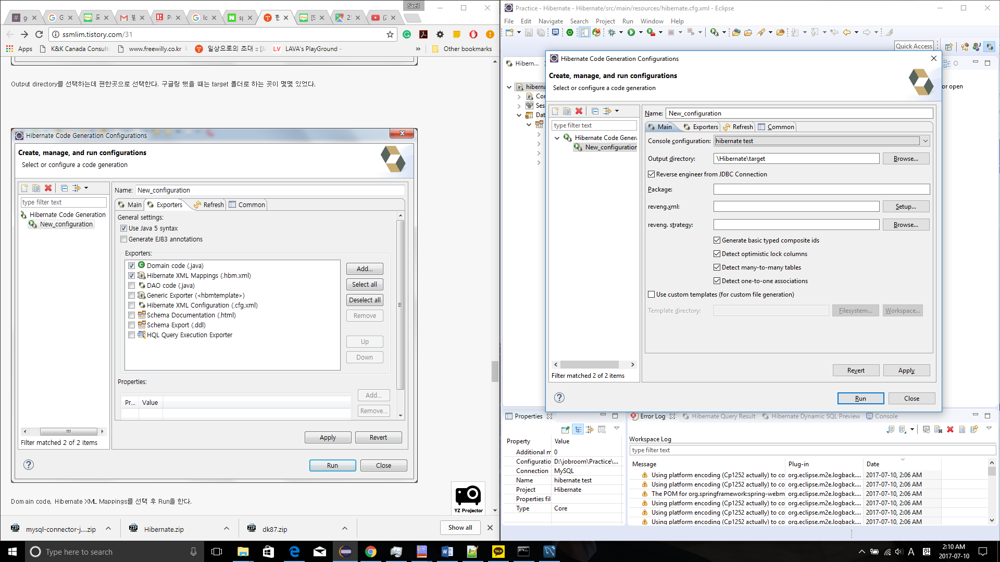 Saeil
ssmlim.tistory.com/31
Apps
K&K Canada Consult
www.freewilly.co.kr
일상으로의 초대 :: [J
LAVA's PlayGround -
»
Other bookmarks
Output directory를 선택하는데 편한곳으로 선택한다. 구글링 했을 때는 target 폴더로 하는 곳이 몇몇 있었다.
Hibernate Code Generation Configurations
Create, manage, and run configurations
Select or configure a code generation
type filter text
Hibernate Code Generation
New_configuration
Filter matched 2 of 2 items
Name: New_configuration
Main
Exporters
Refresh
Common
General settings:
Use Java 5 syntax
Generate EJB3 annotations
Exporters:
Domain code (.java)
Hibernate XML Mappings (.hbm.xml)
DAO code (.java)
Generic Exporter (<hbmtemplate>)
Hibernate XML Configuration (.cfg.xml)
Schema Documentation (.html)
Schema Export (.ddl)
HQL Query Execution Exporter
Add...
Select all
Deselect all
Remove
Up
Down
Properties:
Pr... Value
Add...
Remove...
Apply
Revert
Run
Close
Domain code, Hibernate XML Mappings를 선택 후 Run을 한다.
YZ Projector
mysql-connector-j....zip
Hibernate.zip
dk87.zip
Show all
Practice - Hibernate - Hibernate/src/main/resources/hibernate.cfg.xml - Eclipse
File Edit Navigate Search Project Run Window Help
Quick Access
Hibern...
hiberna
Cor
Ses
Dat
or open
Hibernate Code Generation Configurations
Create, manage, and run configurations
Select or configure a code generation
type filter text
Hibernate Code Genera
New_configuration
Filter matched 2 of 2 items
Name: New_configuration
Main
Exporters
Refresh
Common
Console configuration: hibernate test
Output directory: \Hibernate\target Browse...
Reverse engineer from JDBC Connection
Package:
reveng.xml: Setup...
reveng. strategy: Browse...
Generate basic typed composite ids
Detect optimistic lock columns
Detect many-to-many tables
Detect one-to-one associations
Use custom templates (for custom file generation)
Template directory: Filesystem... Workspace...
Revert
Apply
Run
Close
Properties
Property Value
Additional m 0
Configuratio D:\jobroom\Practice\...
Connection MySQL
Name hibernate test
Project Hibernate
Properties fil
Type Core
Error Log
Hibernate Query Result
Hibernate Dynamic SQL Preview
Console
Workspace Log
type filter text
Message Plug-in Date
Using platform encoding (Cp1252 actually) to co org.eclipse.m2e.logback.... 2017-07-10, 2:06 AM
Using platform encoding (Cp1252 actually) to co org.eclipse.m2e.logback.... 2017-07-10, 2:06 AM
The POM for org.springframework:spring-webm org.eclipse.m2e.logback.... 2017-07-10, 2:06 AM
Using platform encoding (Cp1252 actually) to co org.eclipse.m2e.logback.... 2017-07-10, 2:06 AM
Using platform encoding (Cp1252 actually) to co org.eclipse.m2e.logback.... 2017-07-10, 2:06 AM
Using platform encoding (Cp1252 actually) to co org.eclipse.m2e.logback.... 2017-07-10, 2:06 AM
Type here to search
TALK
A
2:10 AM
2017-07-10